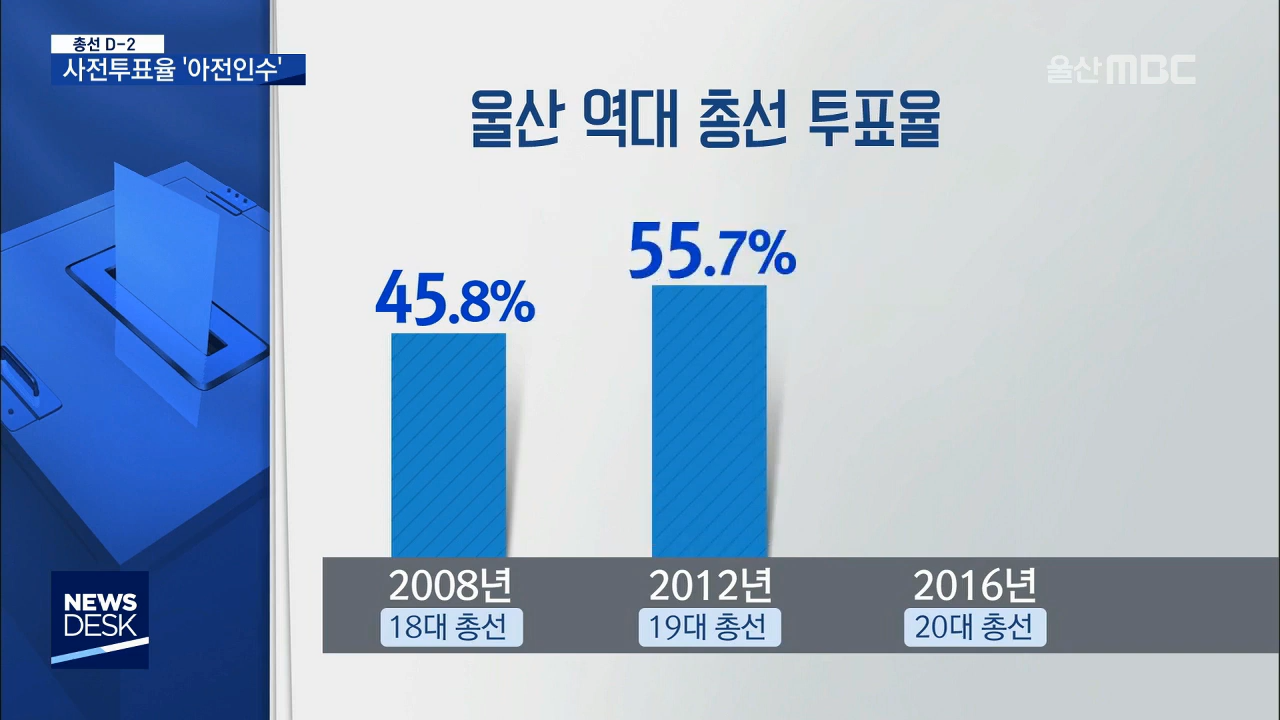 총선 D-2
사전투표율 '아전인수'
울산MBC
울산 역대 총선 투표율
45.8%
55.7%
2008년
2012년
2016년
18대 총선
19대 총선
20대 총선
NEWS
DESK